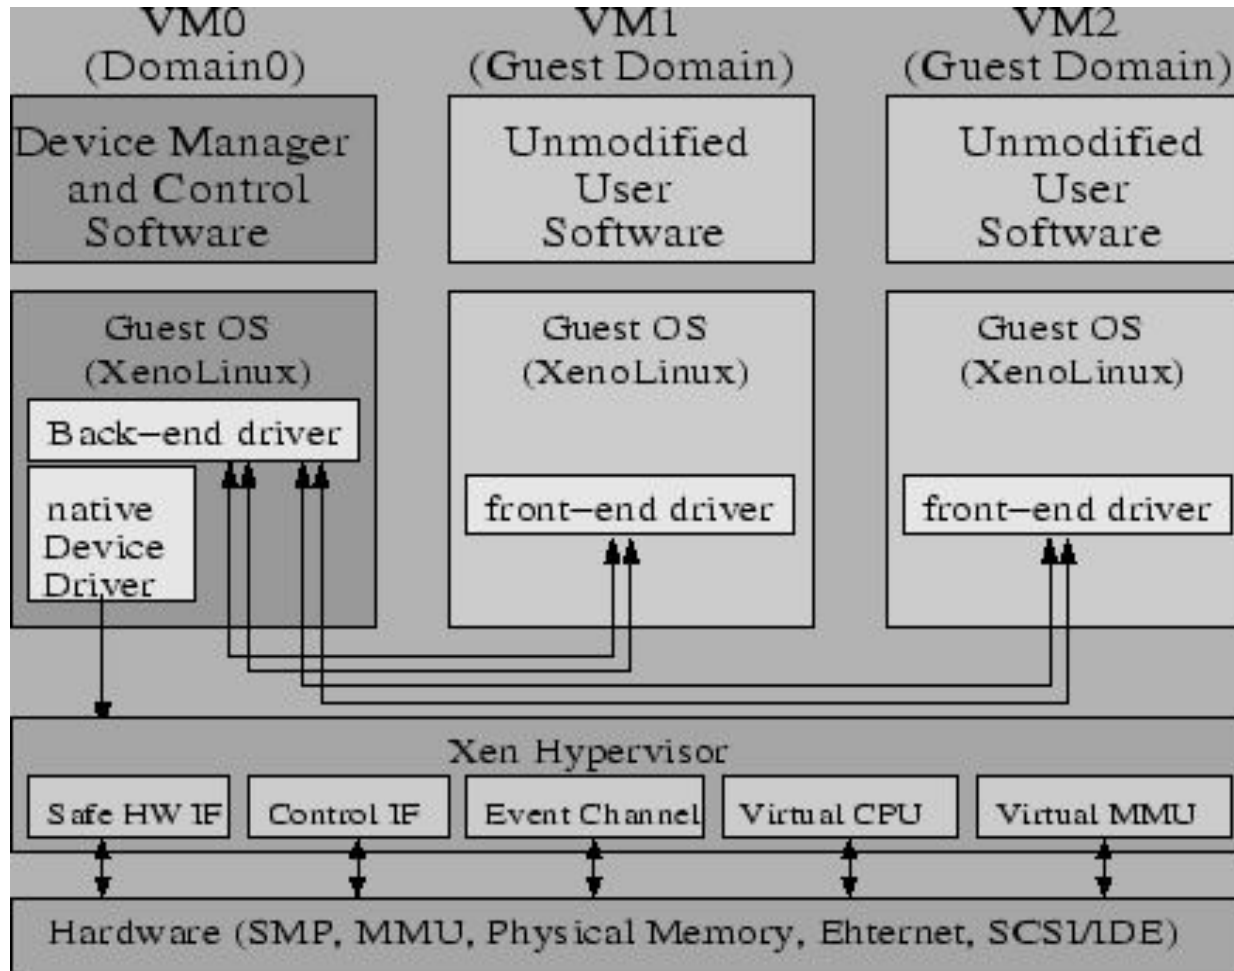 VM0
(Domain0)
VM1
(Guest Domain)
VM2
(Guest Domain)
Device Manager
and Control
Software
Unmodified
User
Software
Unmodified
User
Software
Guest OS
(XenoLinux)
Back-end driver
native
Device
Driver
Guest OS
(XenoLinux)
front-end driver
Guest OS
(XenoLinux)
front-end driver
Xen Hypervisor
Safe HW IF
Control IF
Event Channel
Virtual CPU
Virtual MMU
Hardware (SMP, MMU, Physical Memory, Ehternet, SCSI/IDE)